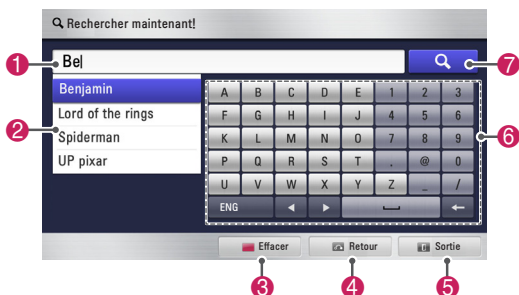 Rechercher maintenant!
1 Be 7
2 Benjamin
Lord of the rings
Spiderman
UP pixar
A B C D E 1 2 3
F G H I J 4 5 6
K L M N O 7 8 9
P Q R S T . @ 0
U V W X Y Z _ /
ENG ◄ ► ←
6
Effacer Retour Sortie
3 4 5